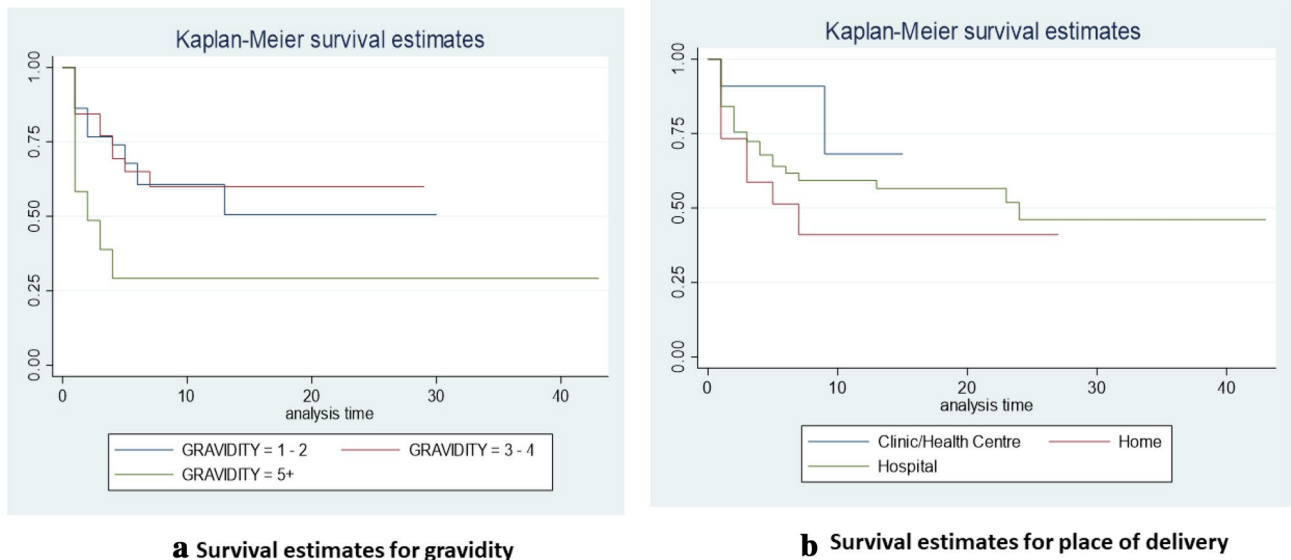 Kaplan-Meier survival estimates
1.00
0.75
0.50
0.25
0.00
0 10 20 30 40
analysis time
GRAVIDITY = 1 - 2 GRAVIDITY = 3 - 4
GRAVIDITY = 5+
a Survival estimates for gravidity
Kaplan-Meier survival estimates
1.00
0.75
0.50
0.25
0.00
0 10 20 30 40
analysis time
Clinic/Health Centre Home
Hospital
b Survival estimates for place of delivery